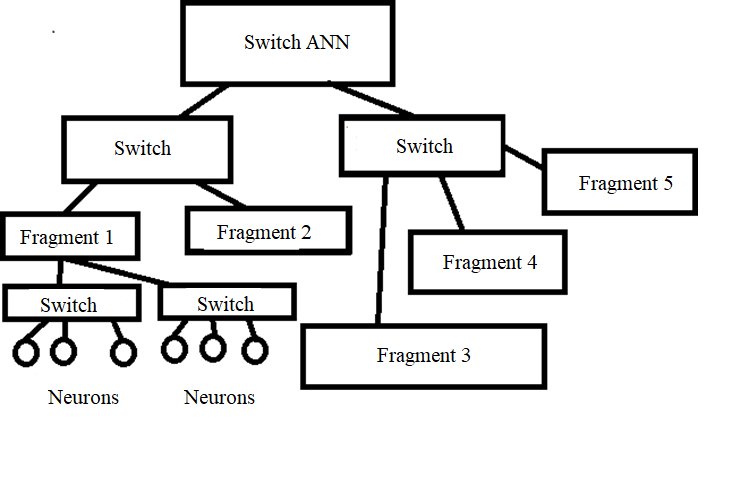 Switch ANN
Switch
Switch
Fragment 5
Fragment 1
Fragment 2
Fragment 4
Switch
Switch
Fragment 3
Neurons
Neurons